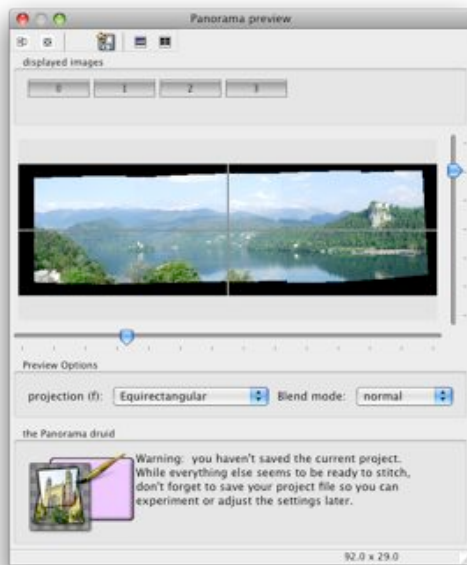 Panorama preview
displayed images
0 1 2 3
Preview Options
projection (f): Equirectangular Blend mode: normal
the Panorama druid
Warning: you haven't saved the current project.
While everything else seems to be ready to stitch,
don't forget to save your project file so you can
experiment or adjust the settings later.
92.0 x 29.0